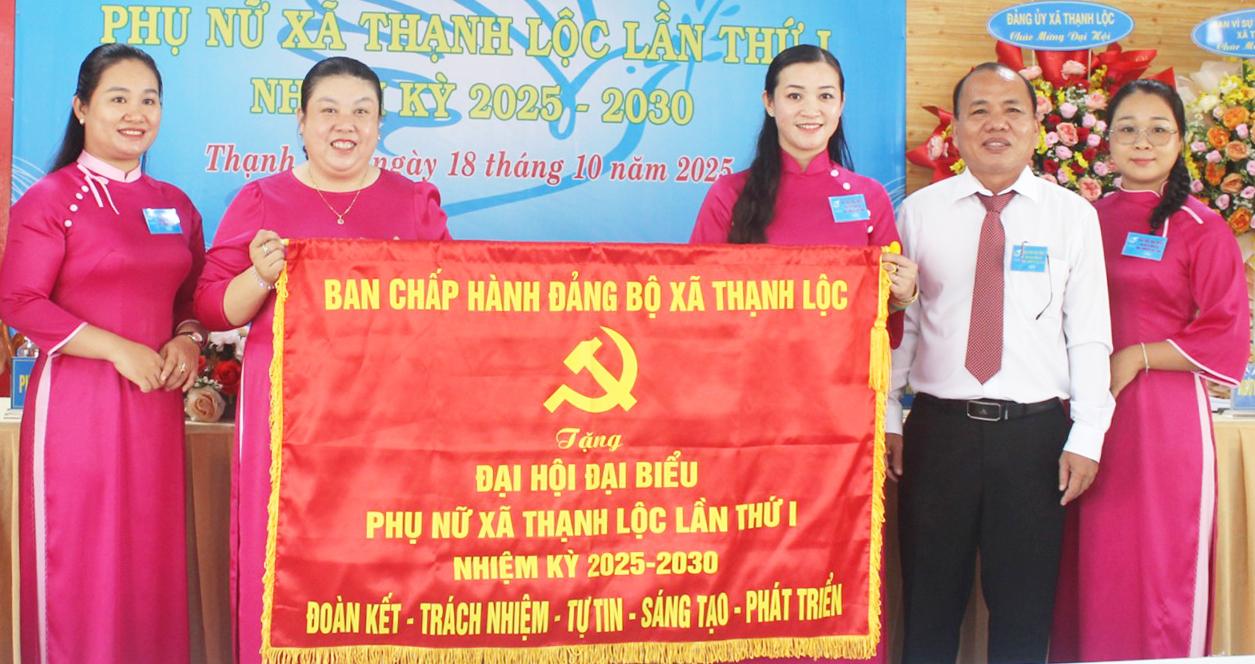 PHỤ NỮ XÃ THẠNH LỘC LẦN THỨ I
KỲ 2025 - 2030
Thạnh ngày 18 tháng 10 năm 2025
ĐẢNG ỦY XÃ THẠNH LỘC
Chúc Mừng Đại Hội
BAN CHẤP HÀNH ĐẢNG BỘ XÃ THẠNH LỘC
Tặng
ĐẠI HỘI ĐẠI BIỂU
PHỤ NỮ XÃ THẠNH LỘC LẦN THỨ I
NHIỆM KỲ 2025-2030
ĐOÀN KẾT - TRÁCH NHIỆM - TỰ TIN - SÁNG TẠO - PHÁT TRIỂN